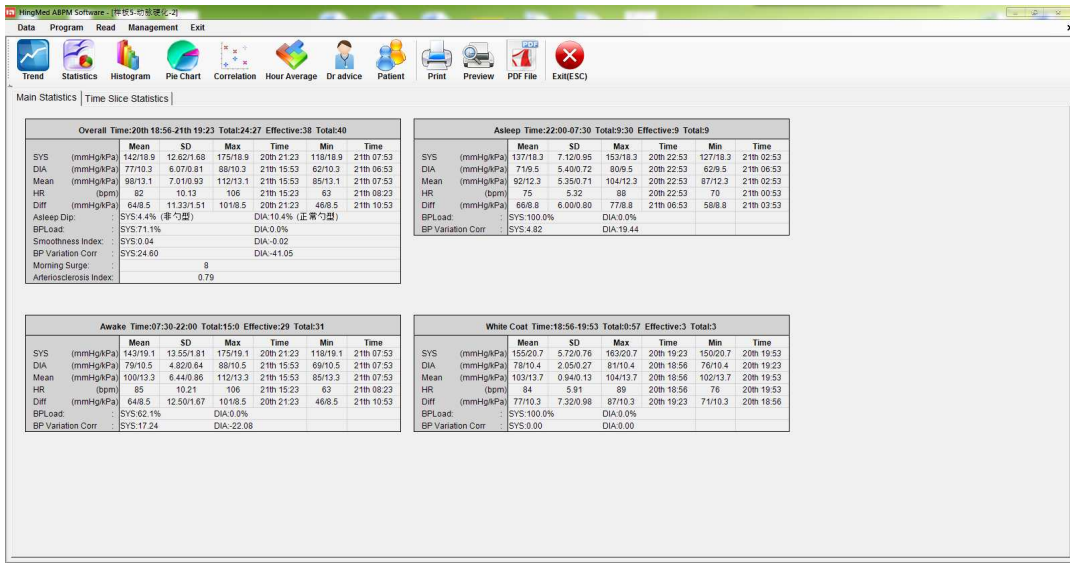 HingMed ABPM Software - [样板5-动脉硬化-2]
Data Program Read Management Exit
Trend Statistics Histogram Pie Chart Correlation Hour Average Dr advice Patient Print Preview PDF File Exit(ESC)
Main Statistics Time Slice Statistics
Overall Time:20th 18:56-21th 19:23 Total:24:27 Effective:38 Total:40
Mean SD Max Time Min Time
SYS (mmHg/kPa) 142/18.9 12.62/1.68 175/18.9 20th 21:23 118/18.9 21th 07:53
DIA (mmHg/kPa) 77/10.3 6.07/0.81 88/10.3 21th 15:53 62/10.3 21th 06:53
Mean (mmHg/kPa) 98/13.1 7.01/0.93 112/13.1 21th 15:53 85/13.1 21th 07:53
HR (bpm) 82 10.13 106 21th 15:23 63 21th 08:23
Diff (mmHg/kPa) 64/8.5 11.33/1.51 101/8.5 20th 21:23 46/8.5 21th 10:53
Asleep Dip: : SYS:4.4% (非勺型) DIA:10.4% (正常勺型)
BPLoad: : SYS:71.1% DIA:0.0%
Smoothness Index: : SYS:0.04 DIA:-0.02
BP Variation Corr : SYS:24.60 DIA:-41.05
Morning Surge: : 8
Arteriosclerosis Index: 0.79
Asleep Time:22:00-07:30 Total:9:30 Effective:9 Total:9
Mean SD Max Time Min Time
SYS (mmHg/kPa) 137/18.3 7.12/0.95 153/18.3 20th 22:53 127/18.3 21th 02:53
DIA (mmHg/kPa) 71/9.5 5.40/0.72 80/9.5 20th 22:53 62/9.5 21th 06:53
Mean (mmHg/kPa) 92/12.3 5.35/0.71 104/12.3 20th 22:53 87/12.3 21th 02:53
HR (bpm) 75 5.32 88 20th 22:53 70 21th 00:53
Diff (mmHg/kPa) 66/8.8 6.00/0.80 77/8.8 21th 06:53 58/8.8 21th 03:53
BPLoad: : SYS:100.0% DIA:0.0%
BP Variation Corr : SYS:4.82 DIA:19.44
Awake Time:07:30-22:00 Total:15:0 Effective:29 Total:31
Mean SD Max Time Min Time
SYS (mmHg/kPa) 143/19.1 13.55/1.81 175/19.1 20th 21:23 118/19.1 21th 07:53
DIA (mmHg/kPa) 79/10.5 4.82/0.64 88/10.5 21th 15:53 69/10.5 21th 07:53
Mean (mmHg/kPa) 100/13.3 6.44/0.86 112/13.3 21th 15:53 85/13.3 21th 07:53
HR (bpm) 85 10.21 106 21th 15:23 63 21th 08:23
Diff (mmHg/kPa) 64/8.5 12.50/1.67 101/8.5 20th 21:23 46/8.5 21th 10:53
BPLoad: : SYS:62.1% DIA:0.0%
BP Variation Corr : SYS:17.24 DIA:-22.08
White Coat Time:18:56-19:53 Total:0:57 Effective:3 Total:3
Mean SD Max Time Min Time
SYS (mmHg/kPa) 155/20.7 5.72/0.76 163/20.7 20th 19:23 150/20.7 20th 19:53
DIA (mmHg/kPa) 78/10.4 2.05/0.27 81/10.4 20th 18:56 76/10.4 20th 19:23
Mean (mmHg/kPa) 103/13.7 0.94/0.13 104/13.7 20th 18:56 102/13.7 20th 19:53
HR (bpm) 84 5.91 89 20th 18:56 76 20th 19:53
Diff (mmHg/kPa) 77/10.3 7.32/0.98 87/10.3 20th 19:23 71/10.3 20th 18:56
BPLoad: : SYS:100.0% DIA:0.0%
BP Variation Corr : SYS:0.00 DIA:0.00